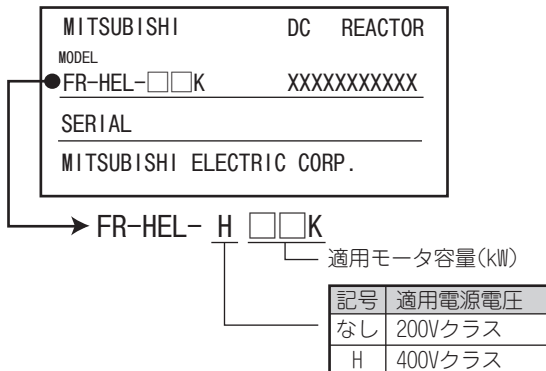 MITSUBISHI DC REACTOR
MODEL
FR-HEL-□□K XXXXXXXXXXX
SERIAL
MITSUBISHI ELECTRIC CORP.
FR-HEL- H □□K
適用モータ容量(kW)
記号 適用電源電圧
なし 200Vクラス
H 400Vクラス